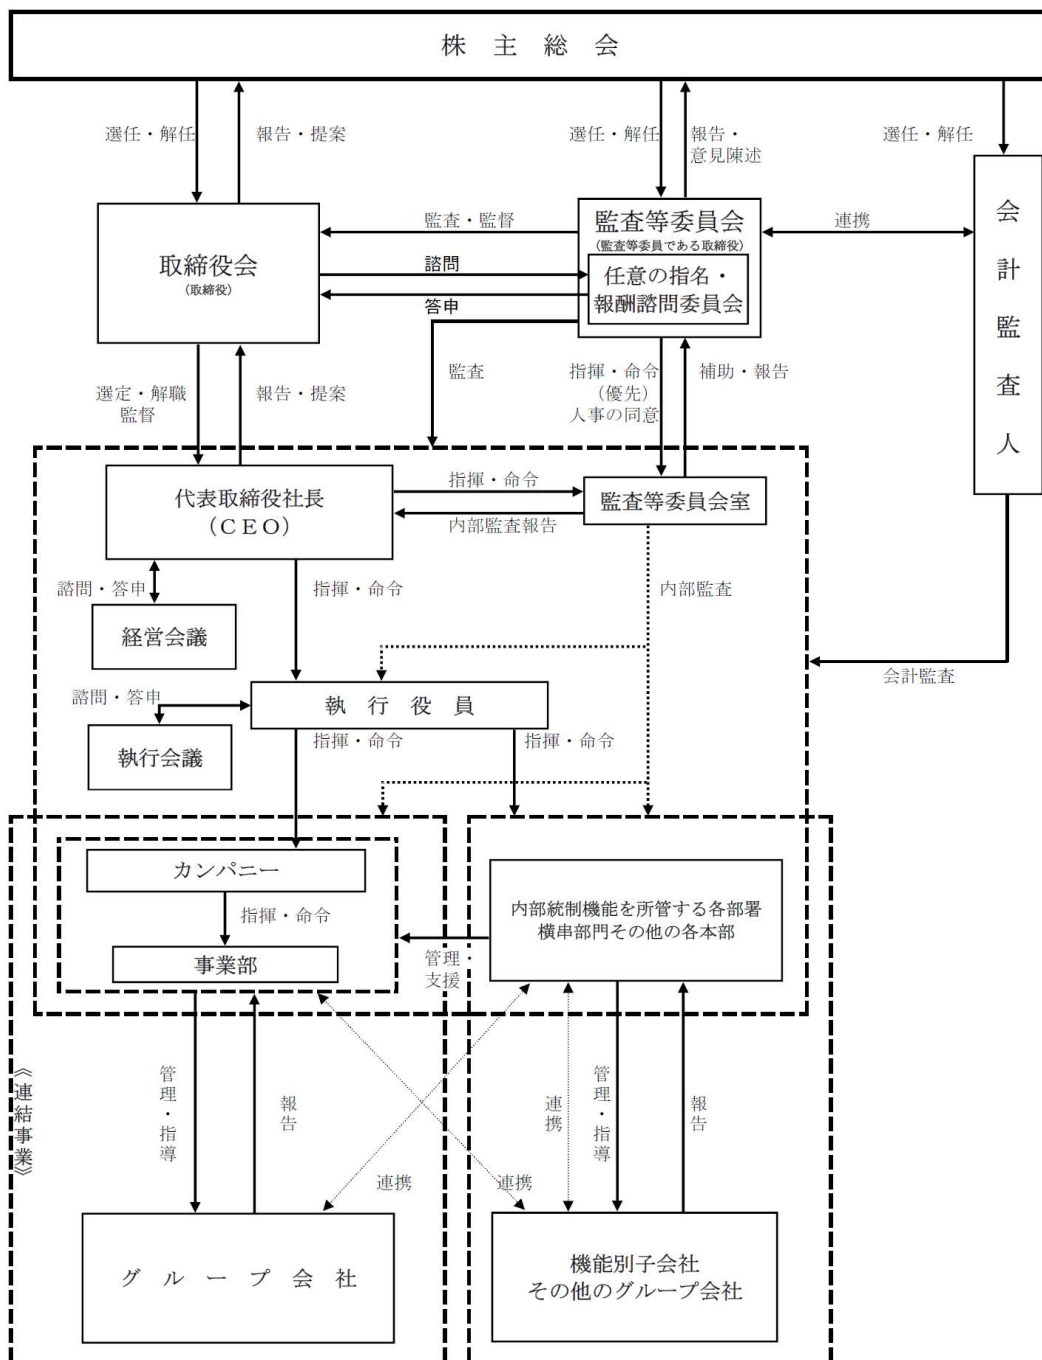 株 主 総 会
選任・解任
報告・提案
選任・解任
報告・
意見陳述
選任・解任
取締役会
(取締役)
監査・監督
諮問
答申
監査等委員会
(監査等委員である取締役)
任意の指名・
報酬諮問委員会
連携
会計監査人
選定・解職
監督
報告・提案
監査
指揮・命令
(優先)
人事の同意
補助・報告
代表取締役社長
(CEO)
指揮・命令
内部監査報告
監査等委員会室
諮問・答申
指揮・命令
内部監査
経営会議
会計監査
諮問・答申
執 行 役 員
執行会議
指揮・命令
指揮・命令
カンパニー
指揮・命令
事業部
内部統制機能を所管する各部署
横串部門その他の各本部
管理・
支援
《連結事業》
管理・指導
報告
連携
連携
連携
管理・指導
報告
グ ル ー プ 会 社
機能別子会社
その他のグループ会社